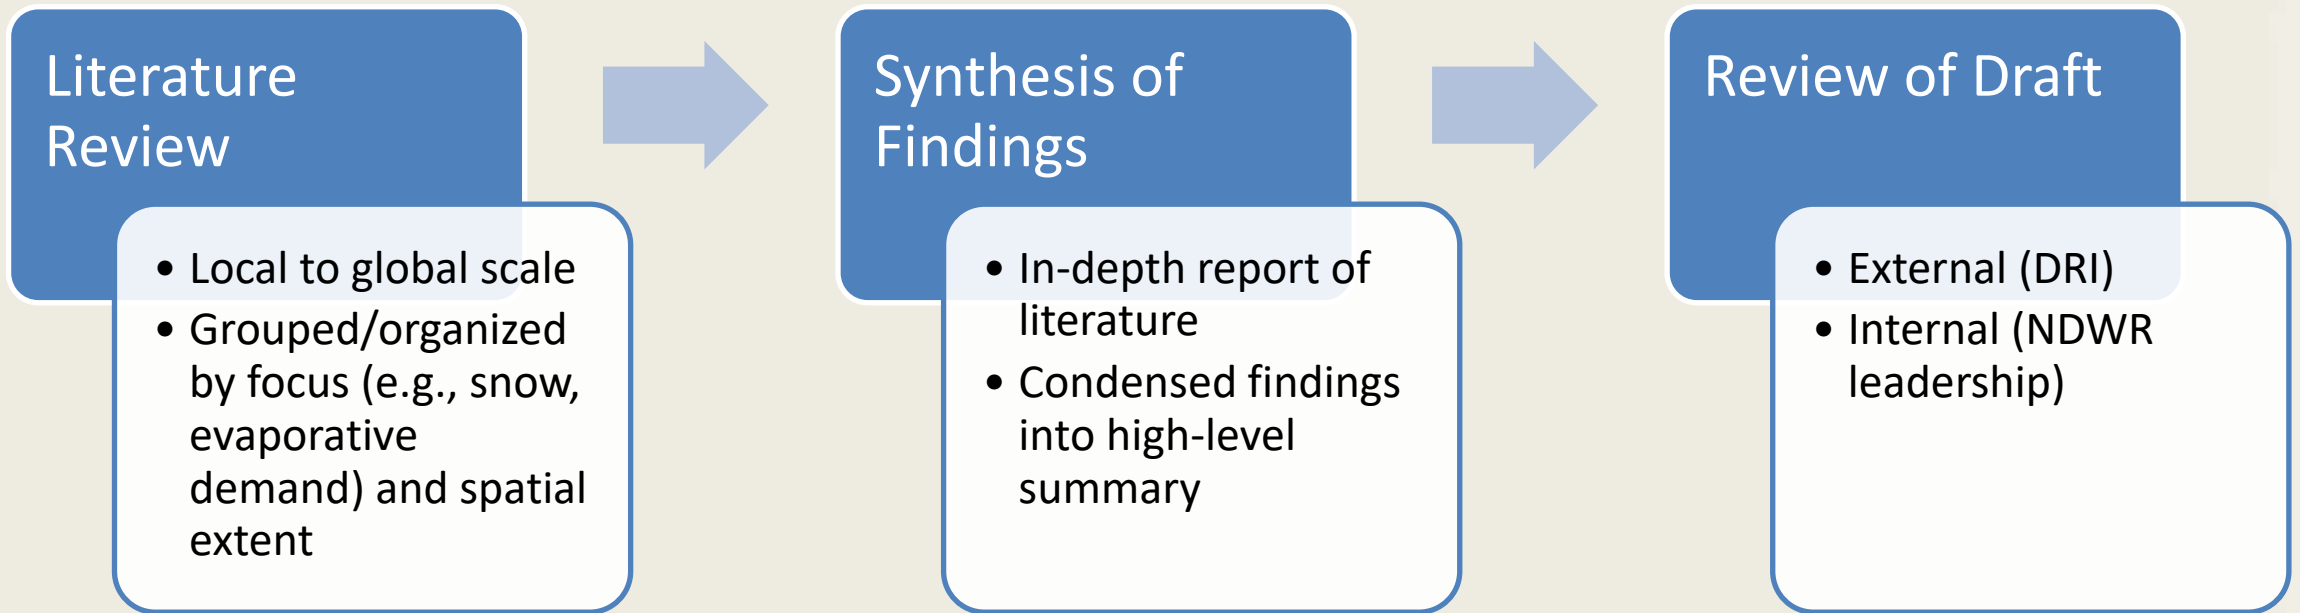 Literature
Review
• Local to global scale
• Grouped/organized
by focus (e.g., snow,
evaporative
demand) and spatial
extent
Synthesis of
Findings
• In-depth report of
literature
• Condensed findings
into high-level
summary
Review of Draft
• External (DRI)
• Internal (NDWR
leadership)